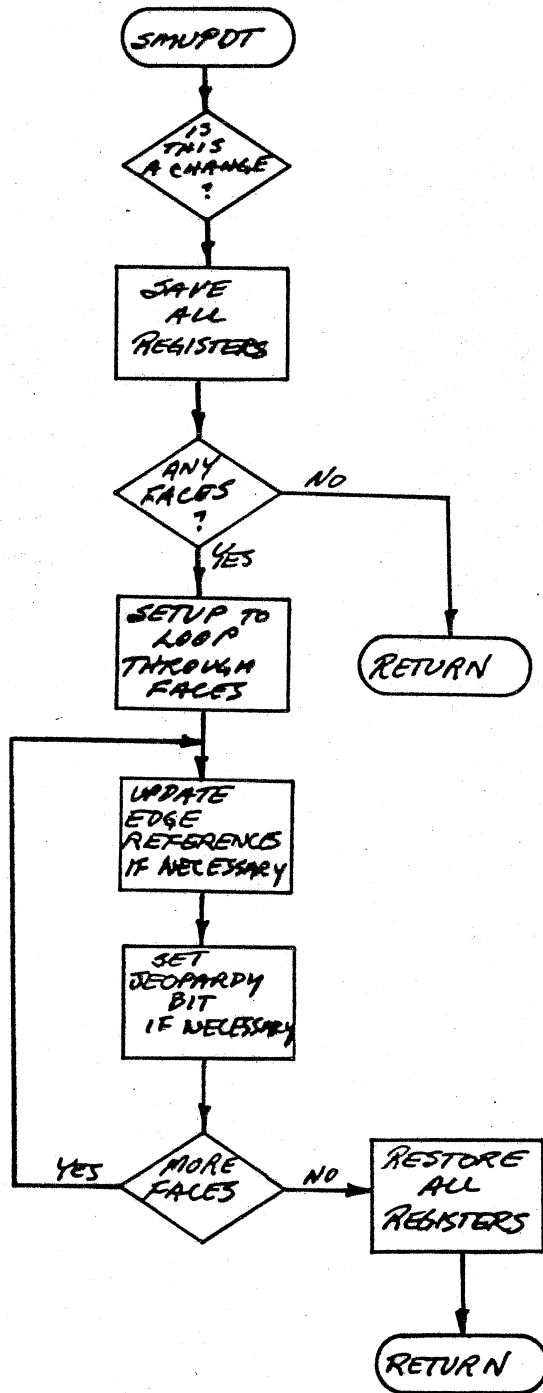 SMUPDT
IS
THIS
A CHANGE
?
SAVE
ALL
REGISTERS
ANY
FACES
?
NO
YES
SETUP TO
LOOP
THROUGH
FACES
RETURN
UPDATE
EDGE
REFERENCES
IF NECESSARY
SET
JEOPARDY
BIT
IF NECESSARY
MORE
FACES
YES
NO
RESTORE
ALL
REGISTERS
RETURN